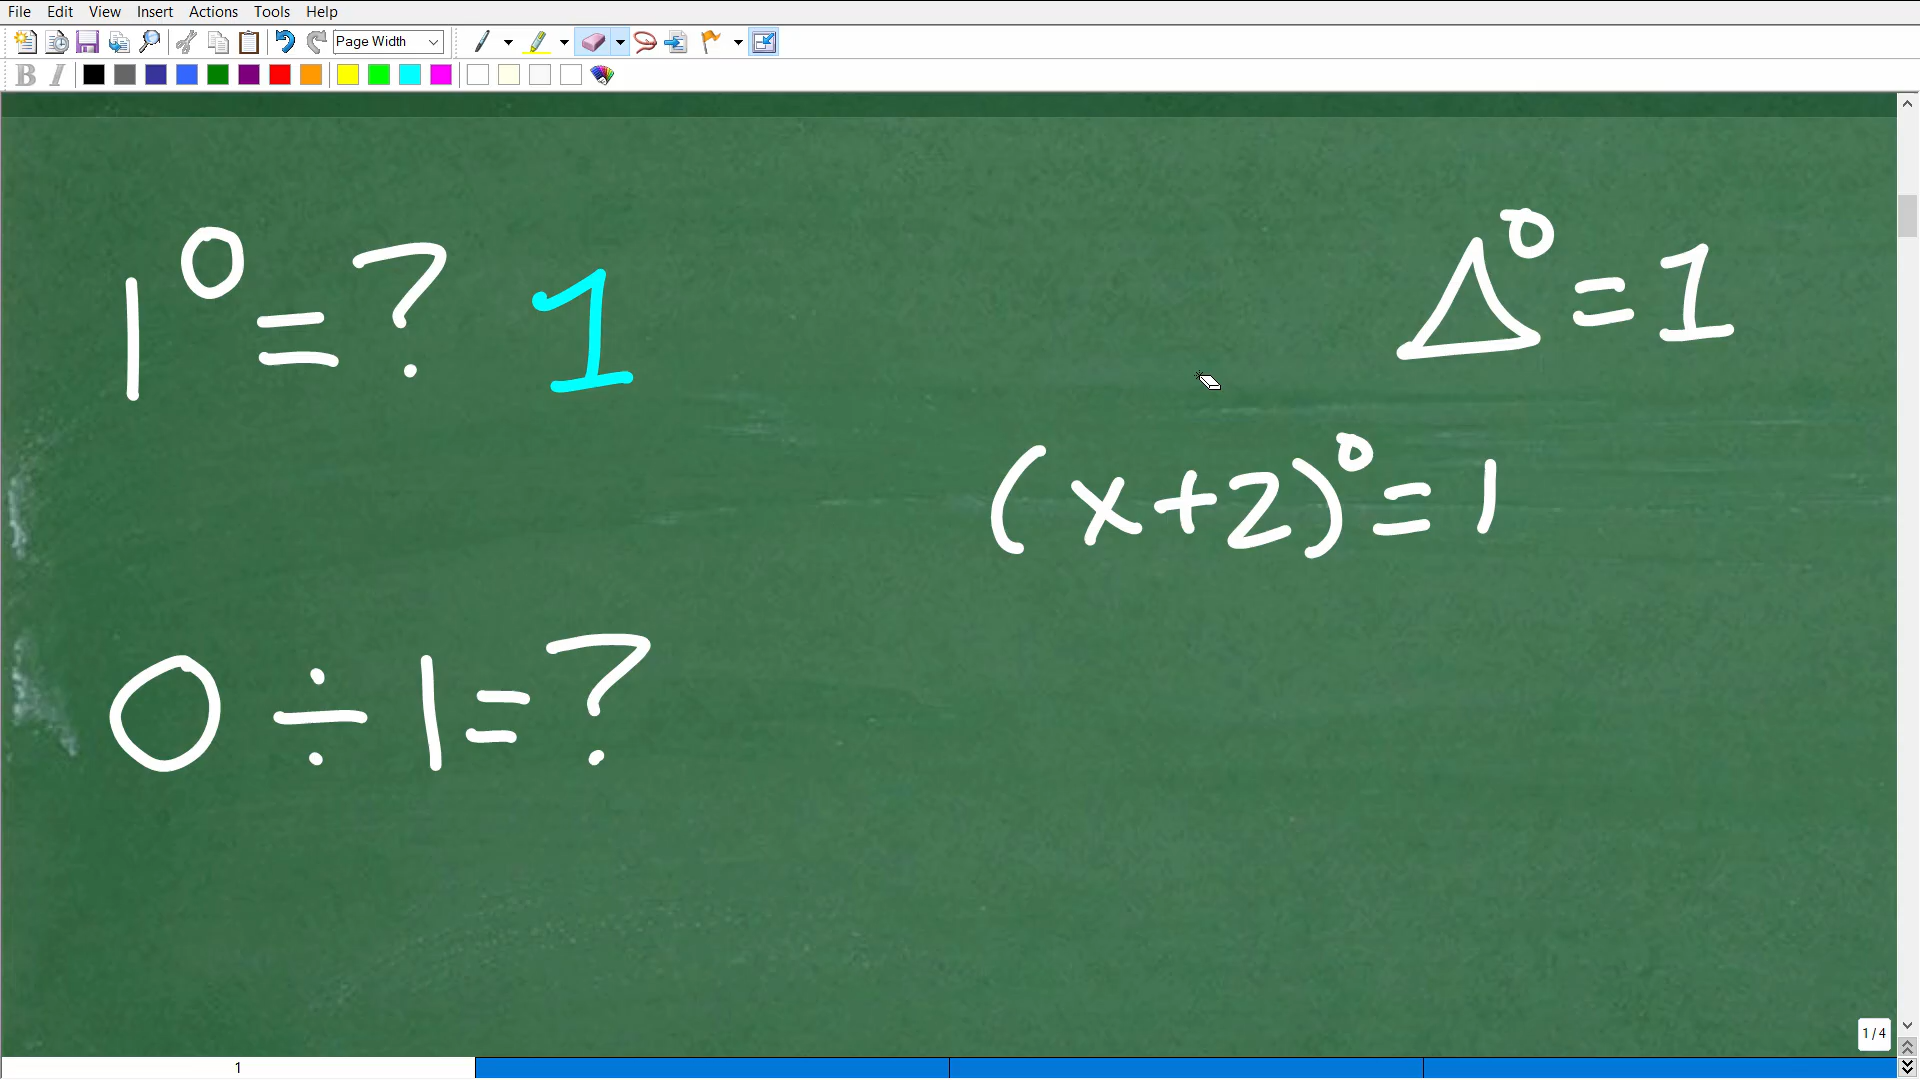 File Edit View Insert Actions Tools Help
Page Width
B I
1⁰ = ? 1
Δ⁰ = 1
(x+2)⁰ = 1
0 ÷ 1 = ?
1 / 4
1